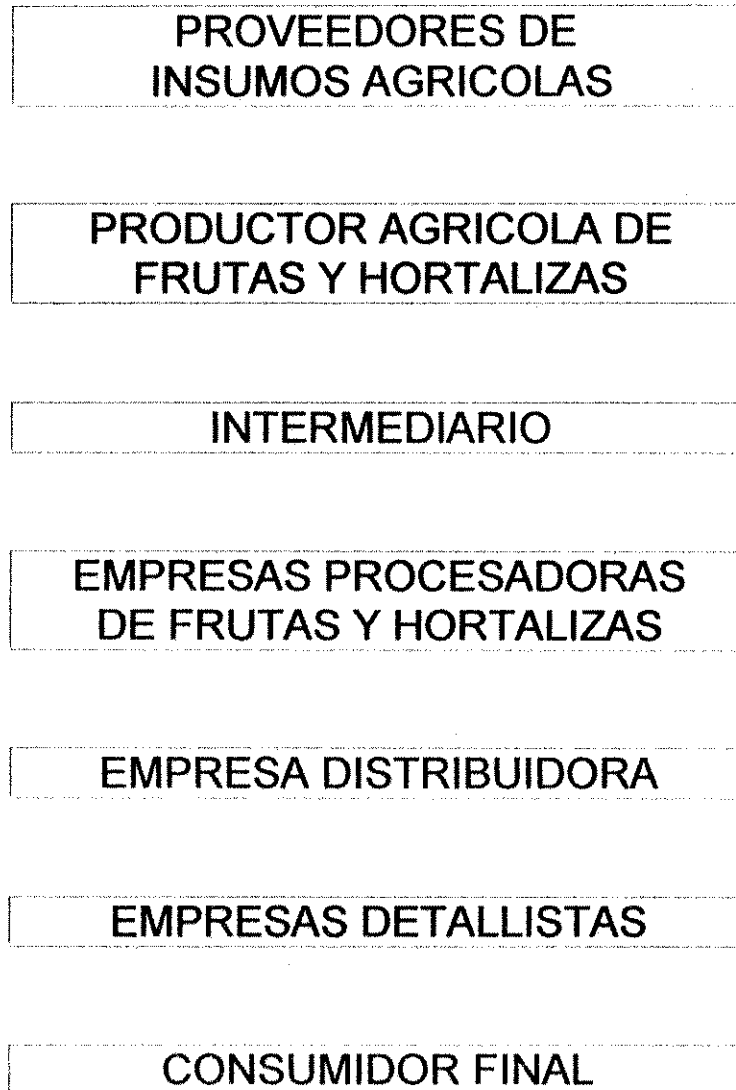 PROVEEDORES DE
INSUMOS AGRICOLAS
PRODUCTOR AGRICOLA DE
FRUTAS Y HORTALIZAS
INTERMEDIARIO
EMPRESAS PROCESADORAS
DE FRUTAS Y HORTALIZAS
EMPRESA DISTRIBUIDORA
EMPRESAS DETALLISTAS
CONSUMIDOR FINAL